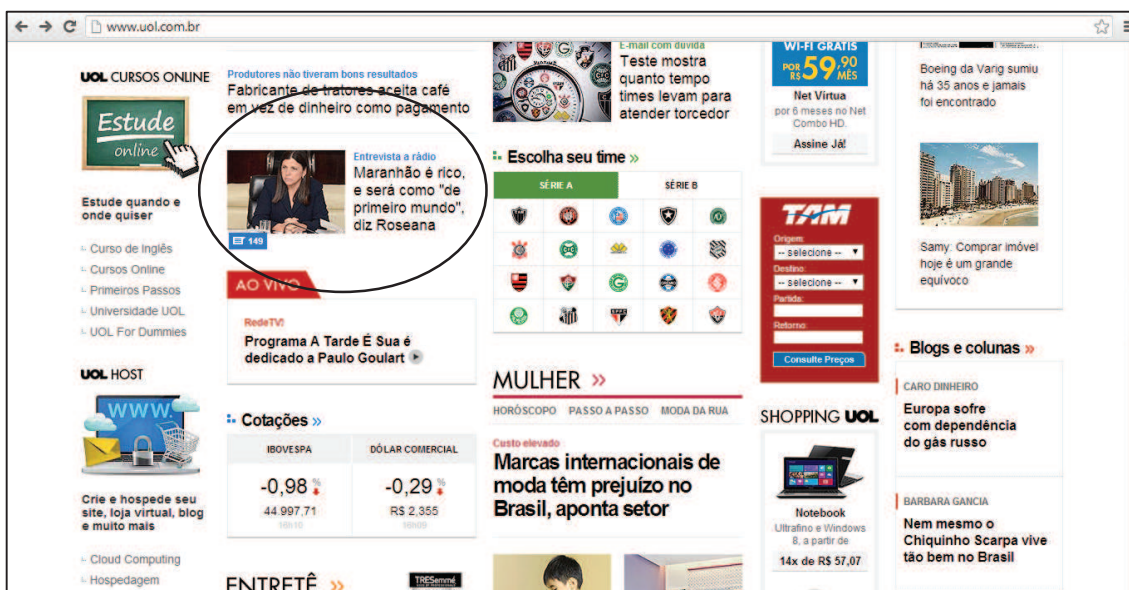 www.uol.com.br
UOL CURSOS ONLINE
Estude
online
Estude quando e
onde quiser
Curso de Inglês
Cursos Online
Primeiros Passos
Universidade UOL
UOL For Dummies
UOL HOST
WWW.
Crie e hospede seu
site, loja virtual, blog
e muito mais
Cloud Computing
Hospedagem
Produtores não tiveram bons resultados
Fabricante de tratores aceita café
em vez de dinheiro como pagamento
Entrevista a rádio
Maranhão é rico,
e será como "de
primeiro mundo",
diz Roseana
149
AO VIVO
RedeTV!
Programa A Tarde É Sua é
dedicado a Paulo Goulart
Cotações »
IBOVESPA DÓLAR COMERCIAL
-0,98 % -0,29 %
44.997,71 R$ 2,355
16h10 16h09
ENTRETÊ »
TRESemmé
E-mail com dúvida
Teste mostra
quanto tempo
times levam para
atender torcedor
Escolha seu time »
SÉRIE A SÉRIE B
MULHER »
HORÓSCOPO PASSO A PASSO MODA DA RUA
Custo elevado
Marcas internacionais de
moda têm prejuízo no
Brasil, aponta setor
WI-FI GRÁTIS
POR R$ 59,90 MÊS
Net Vírtua
por 6 meses no Net
Combo HD.
Assine Já!
TAM
Origem:
-- selecione --
Destino:
-- selecione --
Partida:
Retorno:
Consulte Preços
SHOPPING UOL
Notebook
Ultrafino e Windows
8, a partir de
14x de R$ 57,07
Boeing da Varig sumiu
há 35 anos e jamais
foi encontrado
Samy: Comprar imóvel
hoje é um grande
equívoco
Blogs e colunas »
CARO DINHEIRO
Europa sofre
com dependência
do gás russo
BARBARA GANCIA
Nem mesmo o
Chiquinho Scarpa vive
tão bem no Brasil